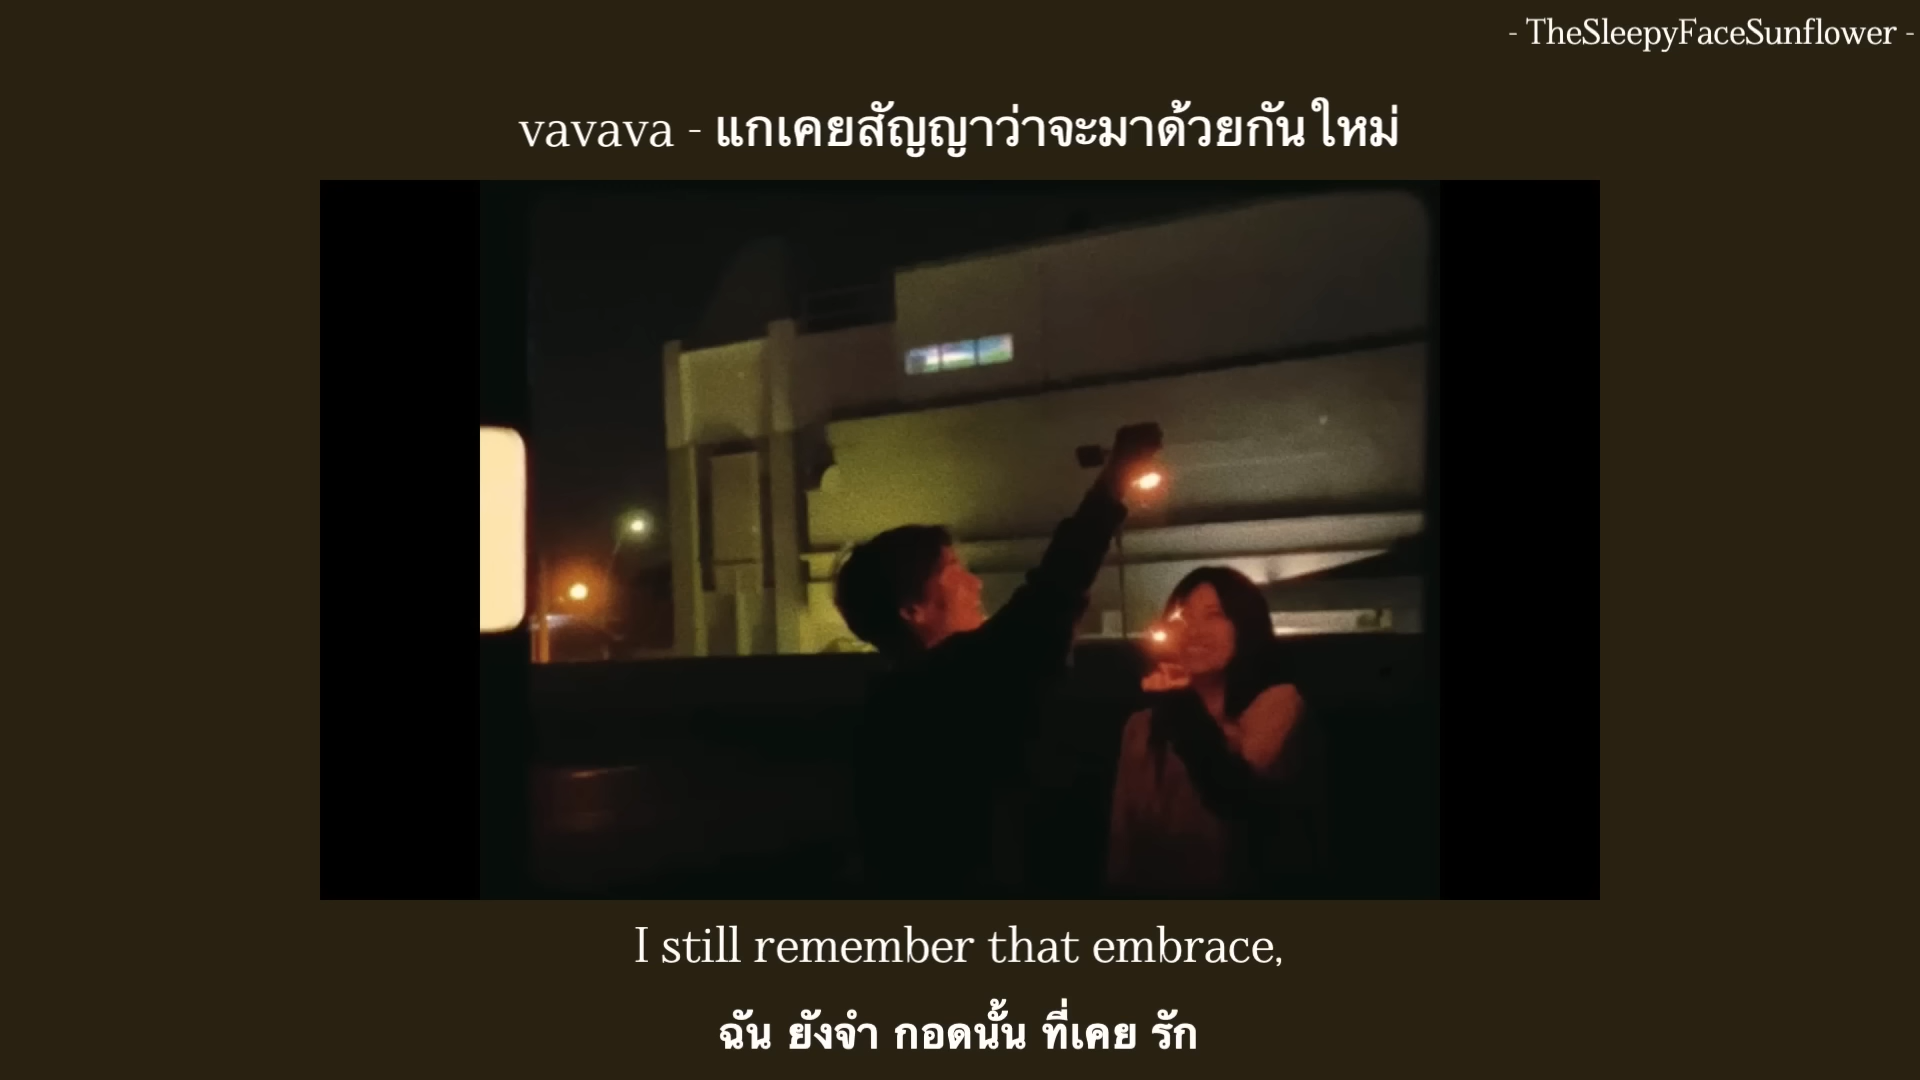 - TheSleepyFaceSunflower -
vavava - แกเคยสัญญาว่าจะมาด้วยกันใหม่
I still remember that embrace,
ฉัน ยังจำ กอดนั้น ที่เคย รัก